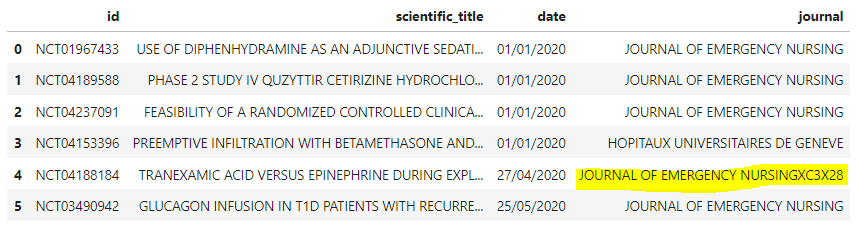 id scientific_title date journal
0 NCT01967433 USE OF DIPHENHYDRAMINE AS AN ADJUNCTIVE SEDATI... 01/01/2020 JOURNAL OF EMERGENCY NURSING
1 NCT04189588 PHASE 2 STUDY IV QUZYTTIR CETIRIZINE HYDROCHLO... 01/01/2020 JOURNAL OF EMERGENCY NURSING
2 NCT04237091 FEASIBILITY OF A RANDOMIZED CONTROLLED CLINICA... 01/01/2020 JOURNAL OF EMERGENCY NURSING
3 NCT04153396 PREEMPTIVE INFILTRATION WITH BETAMETHASONE AND... 01/01/2020 HOPITAUX UNIVERSITAIRES DE GENEVE
4 NCT04188184 TRANEXAMIC ACID VERSUS EPINEPHRINE DURING EXPL... 27/04/2020 JOURNAL OF EMERGENCY NURSINGXC3X28
5 NCT03490942 GLUCAGON INFUSION IN T1D PATIENTS WITH RECURRE... 25/05/2020 JOURNAL OF EMERGENCY NURSING